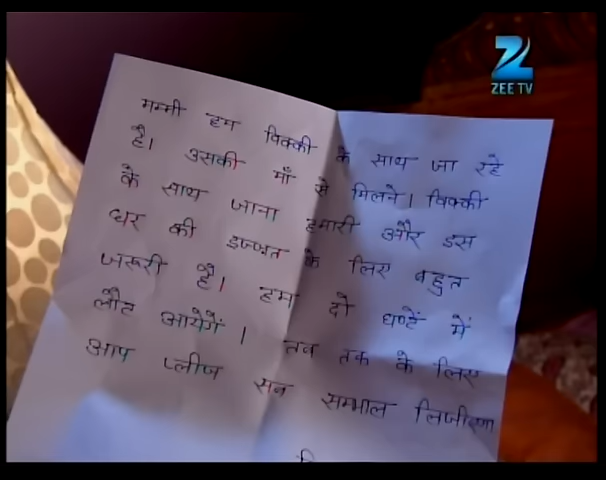 ZEE TV
मम्मी हम विक्की के साथ जा रहे
है। उसकी माँ से मिलने। विक्की
के साथ जाना हमारी और इस
घर की इज्जत के लिए बहुत
जरूरी है। हम दो घण्टें में
लौट आयेगें। तब तक के लिए
आप प्लीज सब सम्भाल लिजीएगा